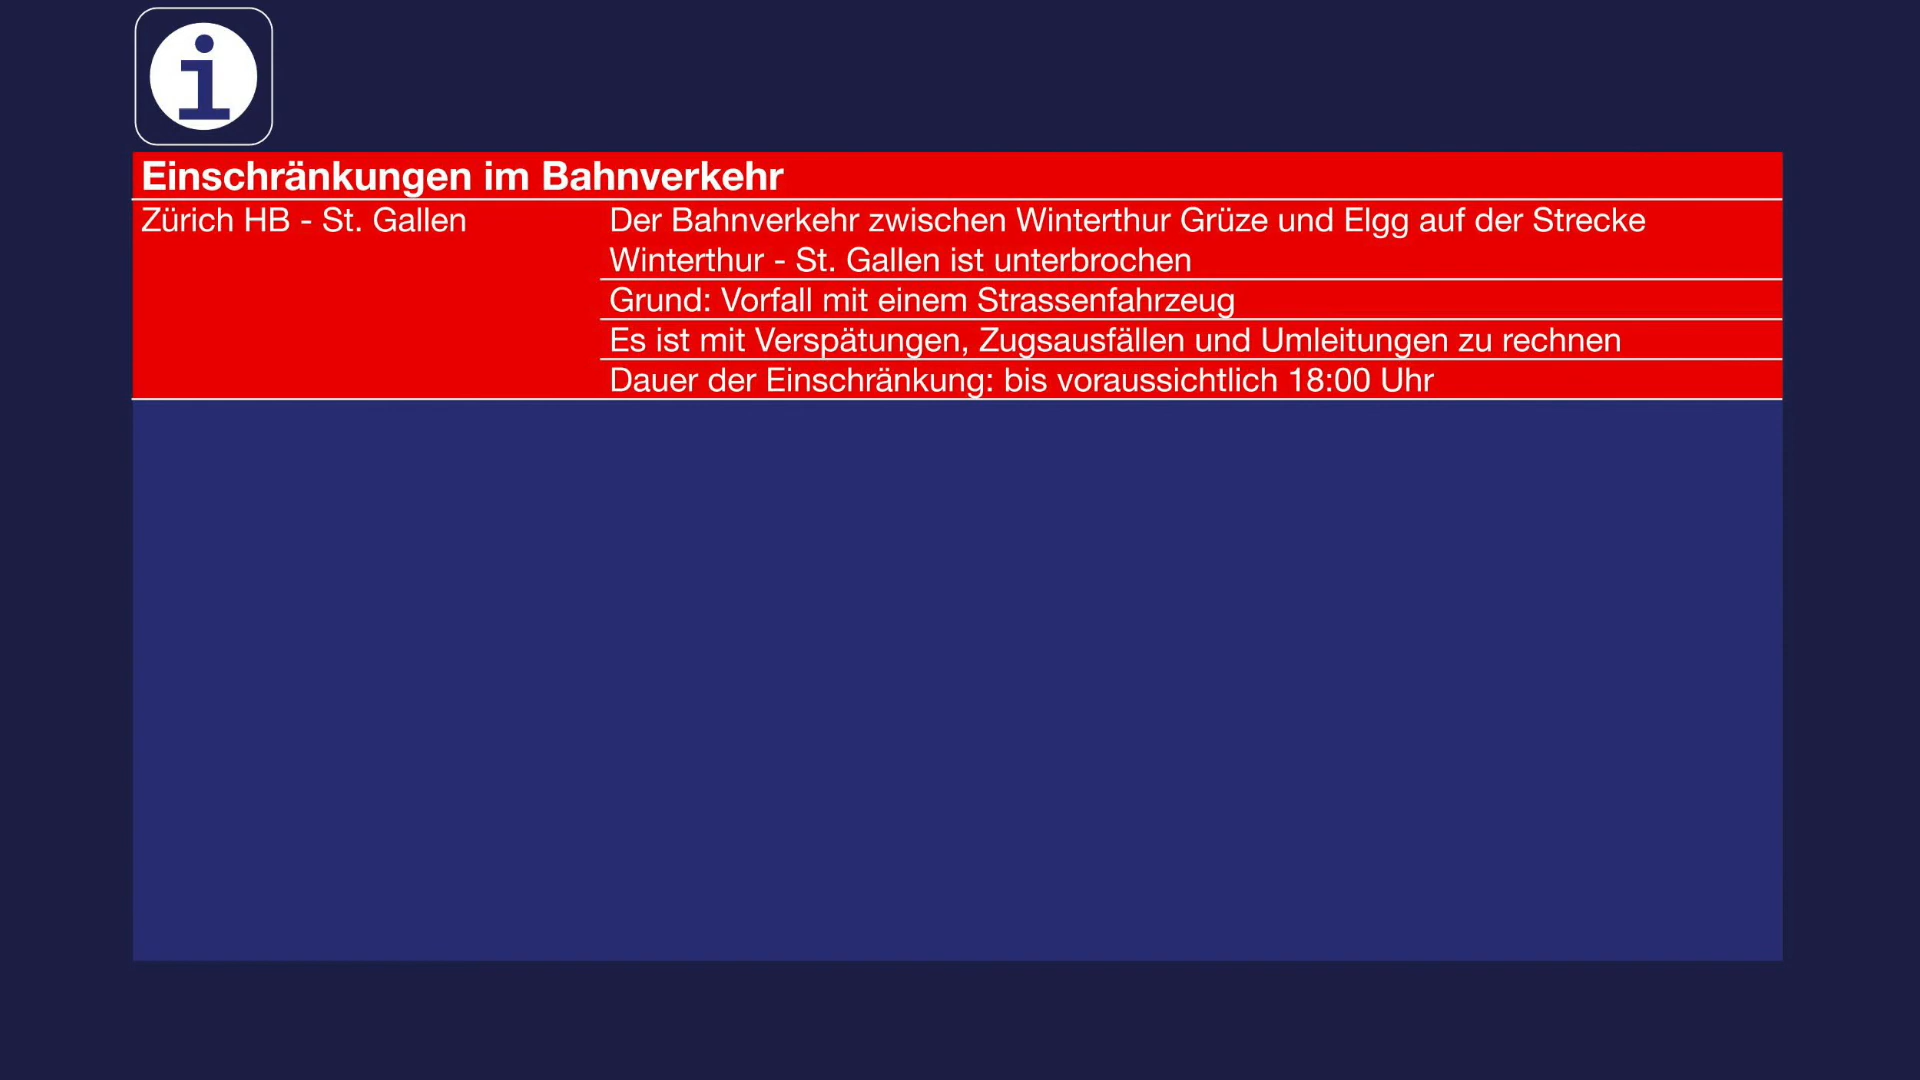 Einschränkungen im Bahnverkehr
Zürich HB - St. Gallen
Der Bahnverkehr zwischen Winterthur Grüze und Elgg auf der Strecke
Winterthur - St. Gallen ist unterbrochen
Grund: Vorfall mit einem Strassenfahrzeug
Es ist mit Verspätungen, Zugsausfällen und Umleitungen zu rechnen
Dauer der Einschränkung: bis voraussichtlich 18:00 Uhr